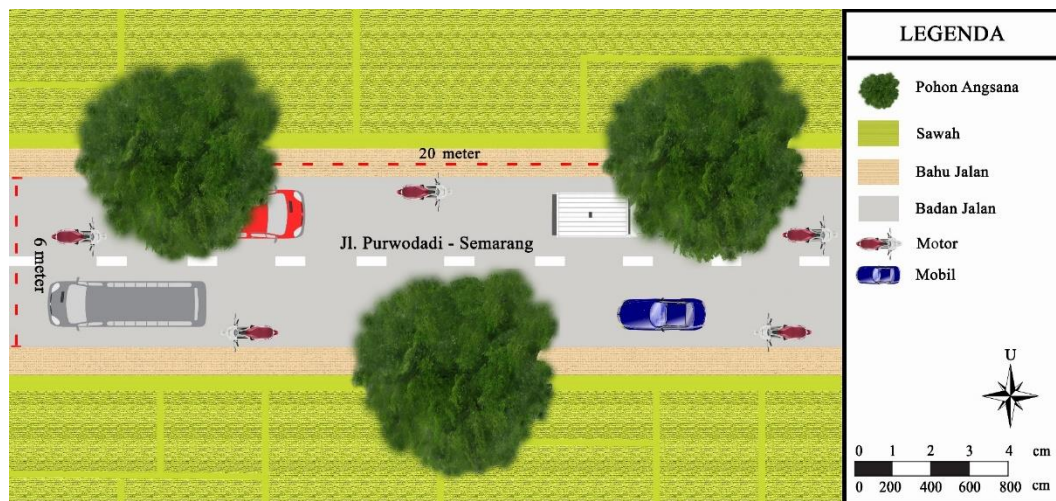 20 meter
6 meter
Jl. Purwodadi - Semarang
LEGENDA
Pohon Angsana
Sawah
Bahu Jalan
Badan Jalan
Motor
Mobil
U
0 1 2 3 4 cm
0 200 400 600 800 cm